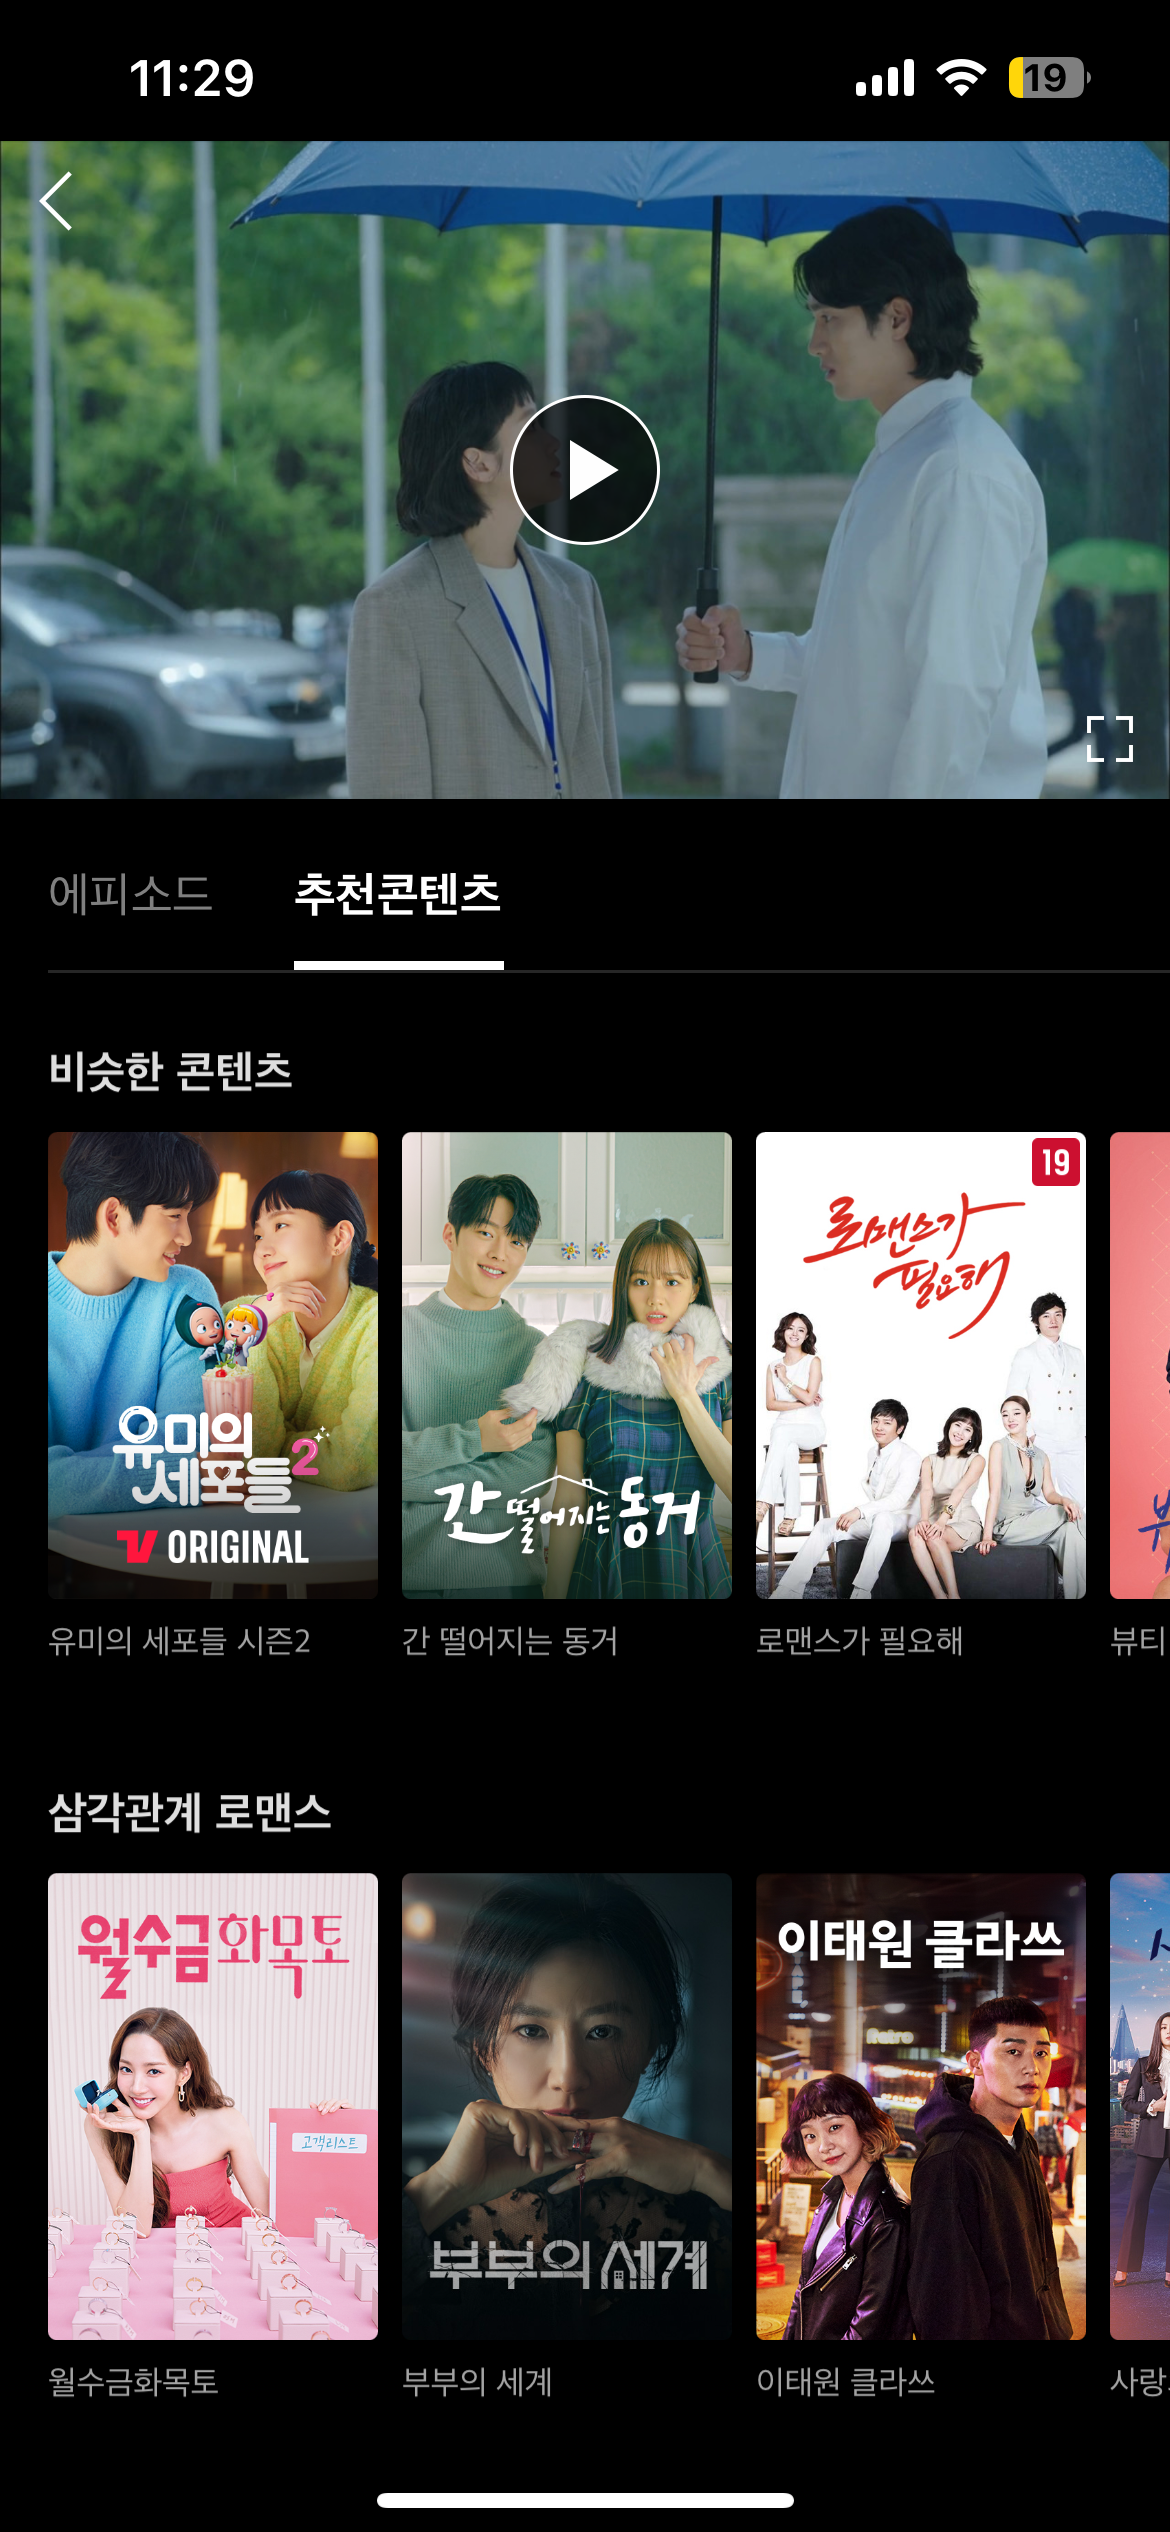 11:29
19
에피소드 추천콘텐츠
비슷한 콘텐츠
유미의
세포들 2
TV ORIGINAL
간 떨어지는 동거
19
로맨스가
필요해
유미의 세포들 시즌2
간 떨어지는 동거
로맨스가 필요해
뷰티
삼각관계 로맨스
월수금화목토
고객리스트
부부의 세계
이태원 클라쓰
Retro
월수금화목토
부부의 세계
이태원 클라쓰
사랑